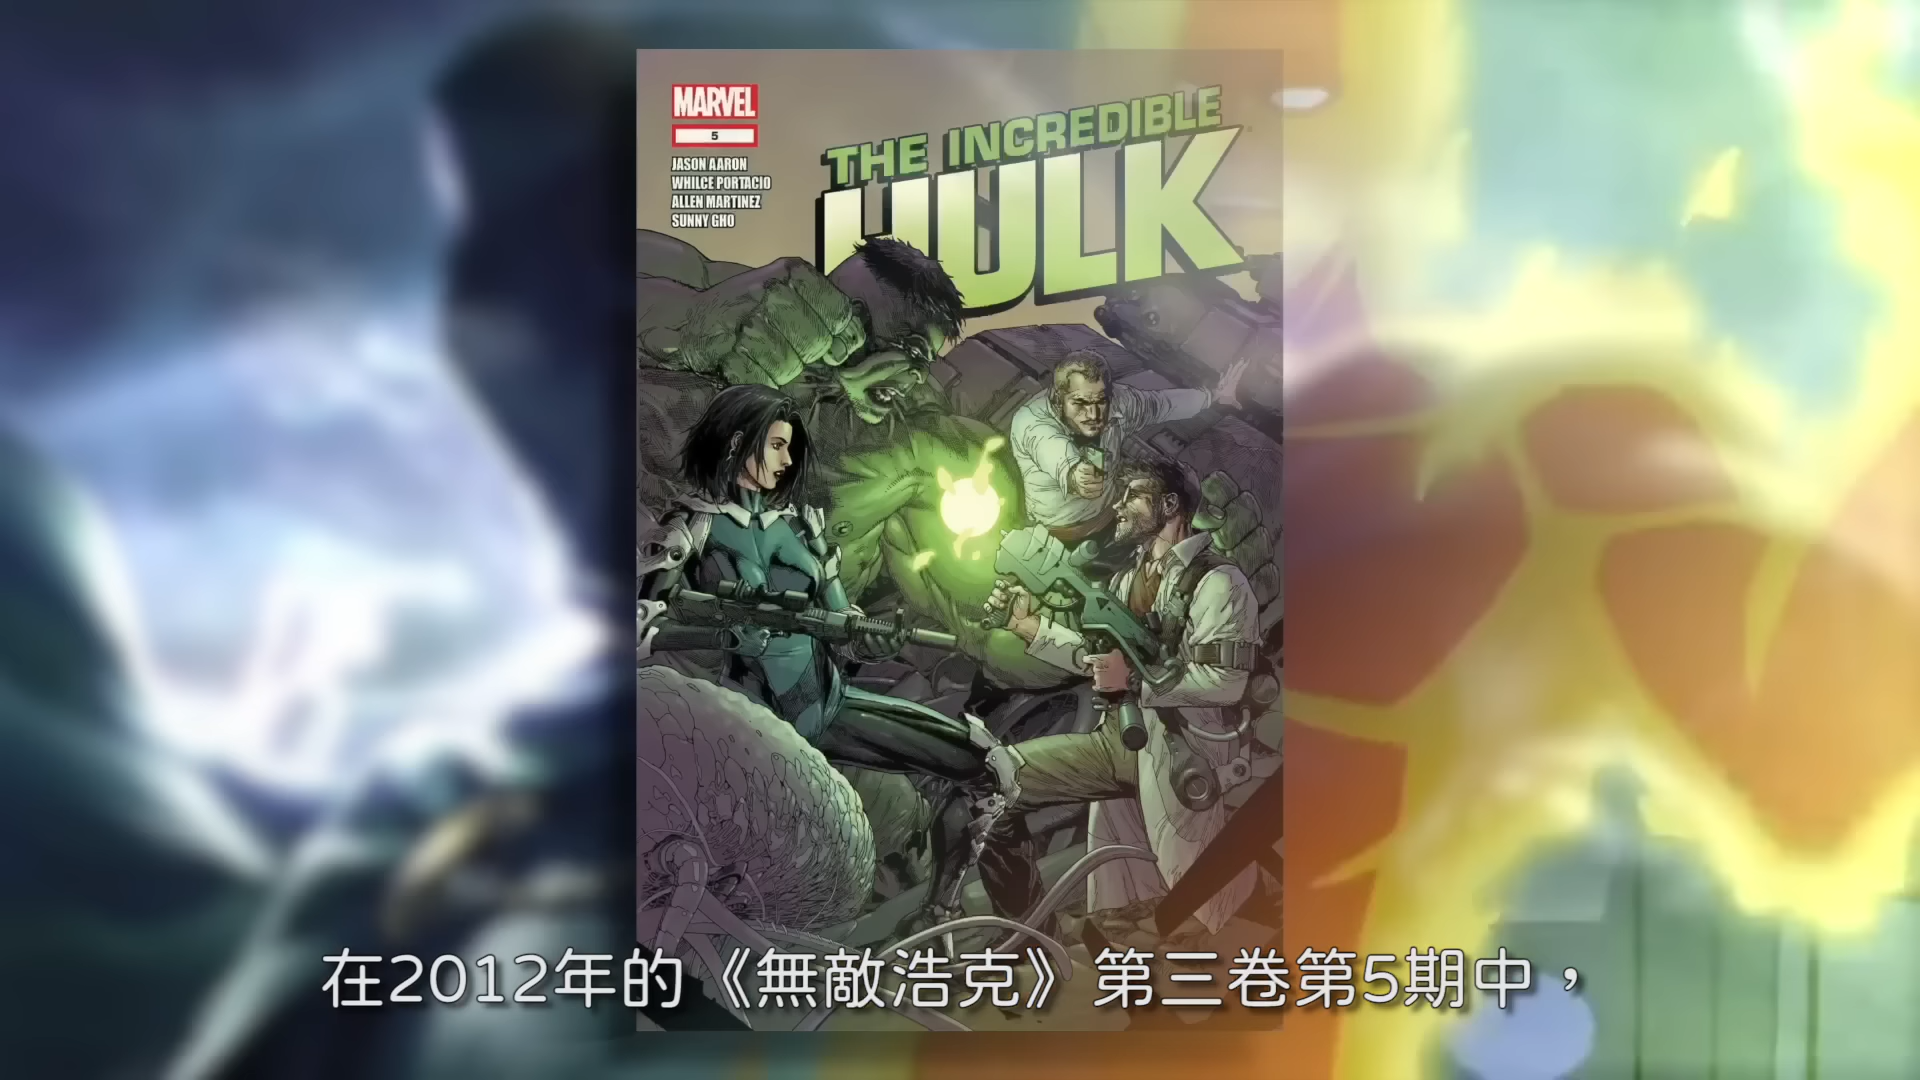 MARVEL
5
JASON AARON
WHILCE PORTACIO
ALLEN MARTINEZ
SUNNY GHO
THE INCREDIBLE
HULK
在2012年的《無敵浩克》第三卷第5期中，